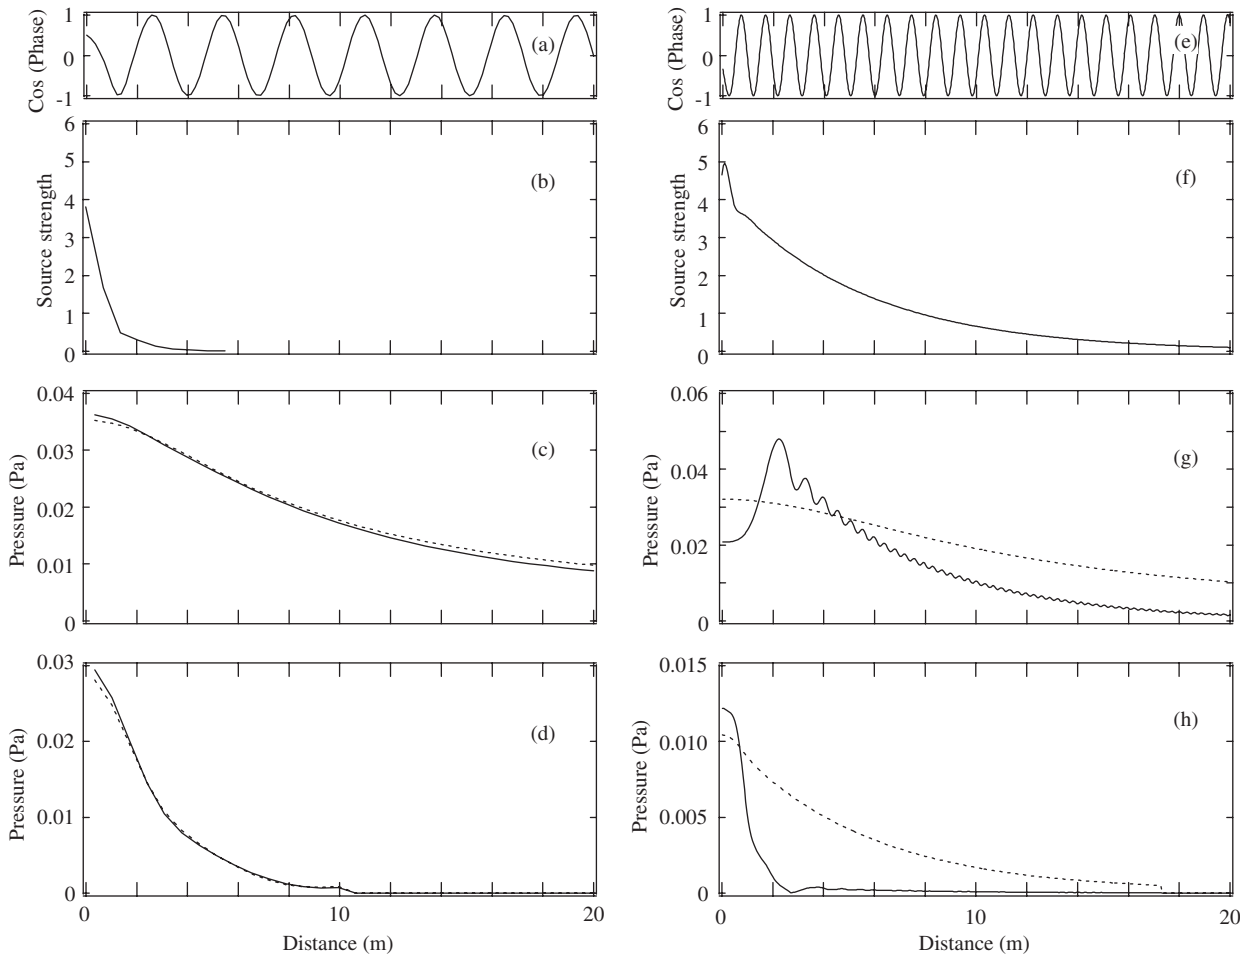 Cos (Phase)
1
0
-1
(a)
Source strength
6
5
4
3
2
1
0
(b)
Pressure (Pa)
0.04
0.03
0.02
0.01
0
(c)
Pressure (Pa)
0.03
0.02
0.01
0
(d)
0
10
20
Distance (m)
Cos (Phase)
1
0
-1
(e)
Source strength
6
5
4
3
2
1
0
(f)
Pressure (Pa)
0.06
0.04
0.02
0
(g)
Pressure (Pa)
0.015
0.010
0.005
0
(h)
0
10
20
Distance (m)